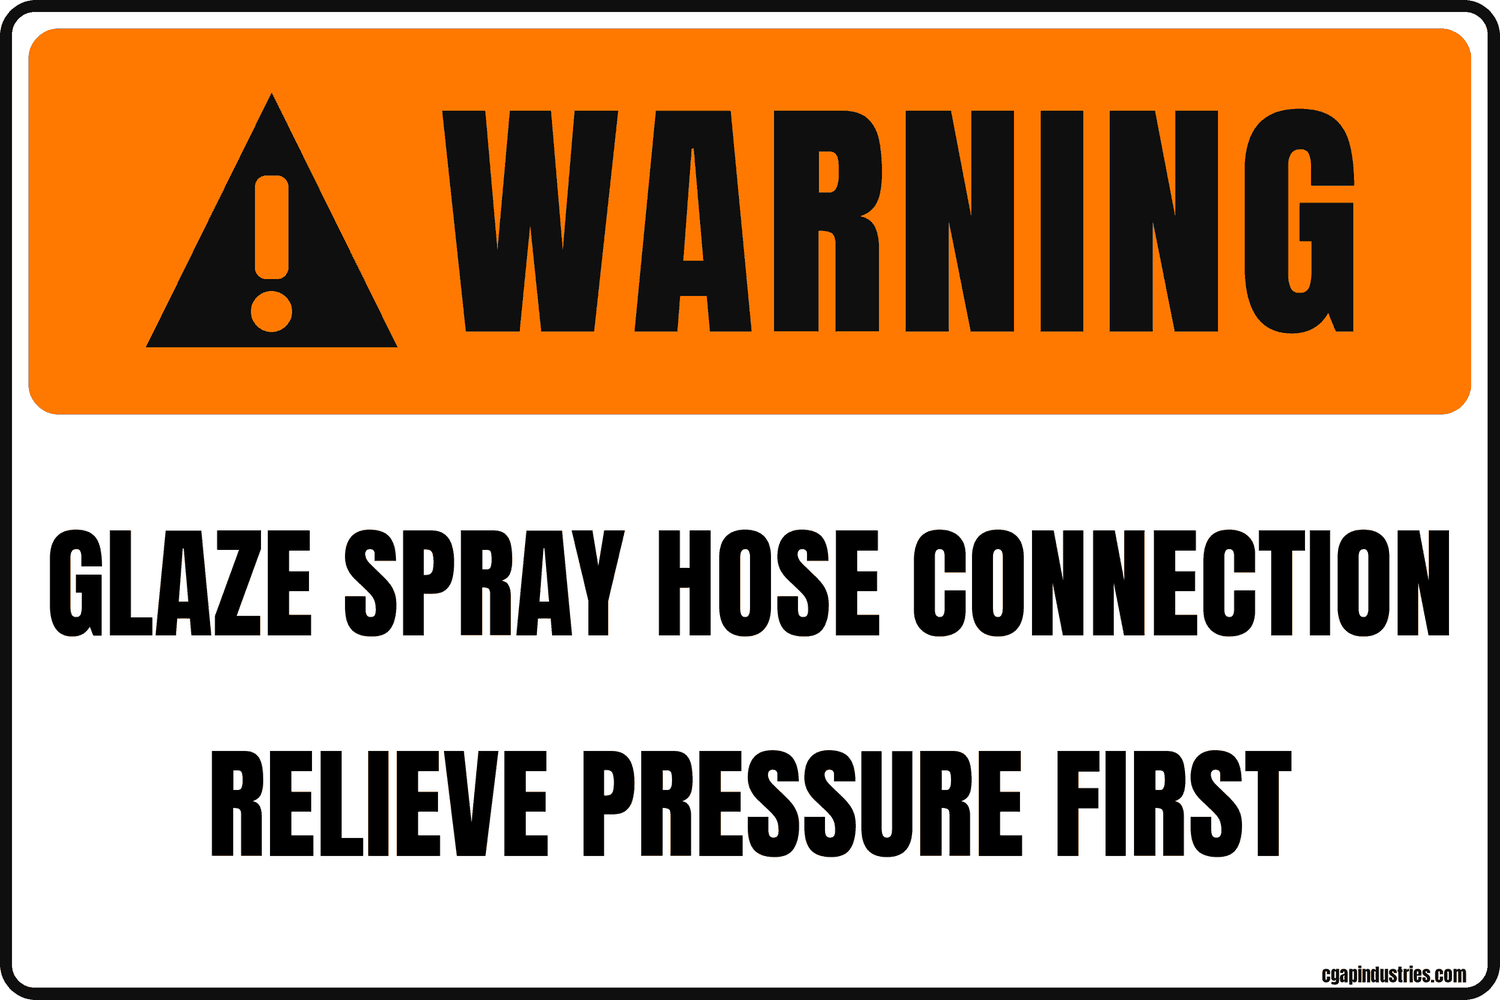 WARNING
GLAZE SPRAY HOSE CONNECTION
RELIEVE PRESSURE FIRST
cgapindustries.com